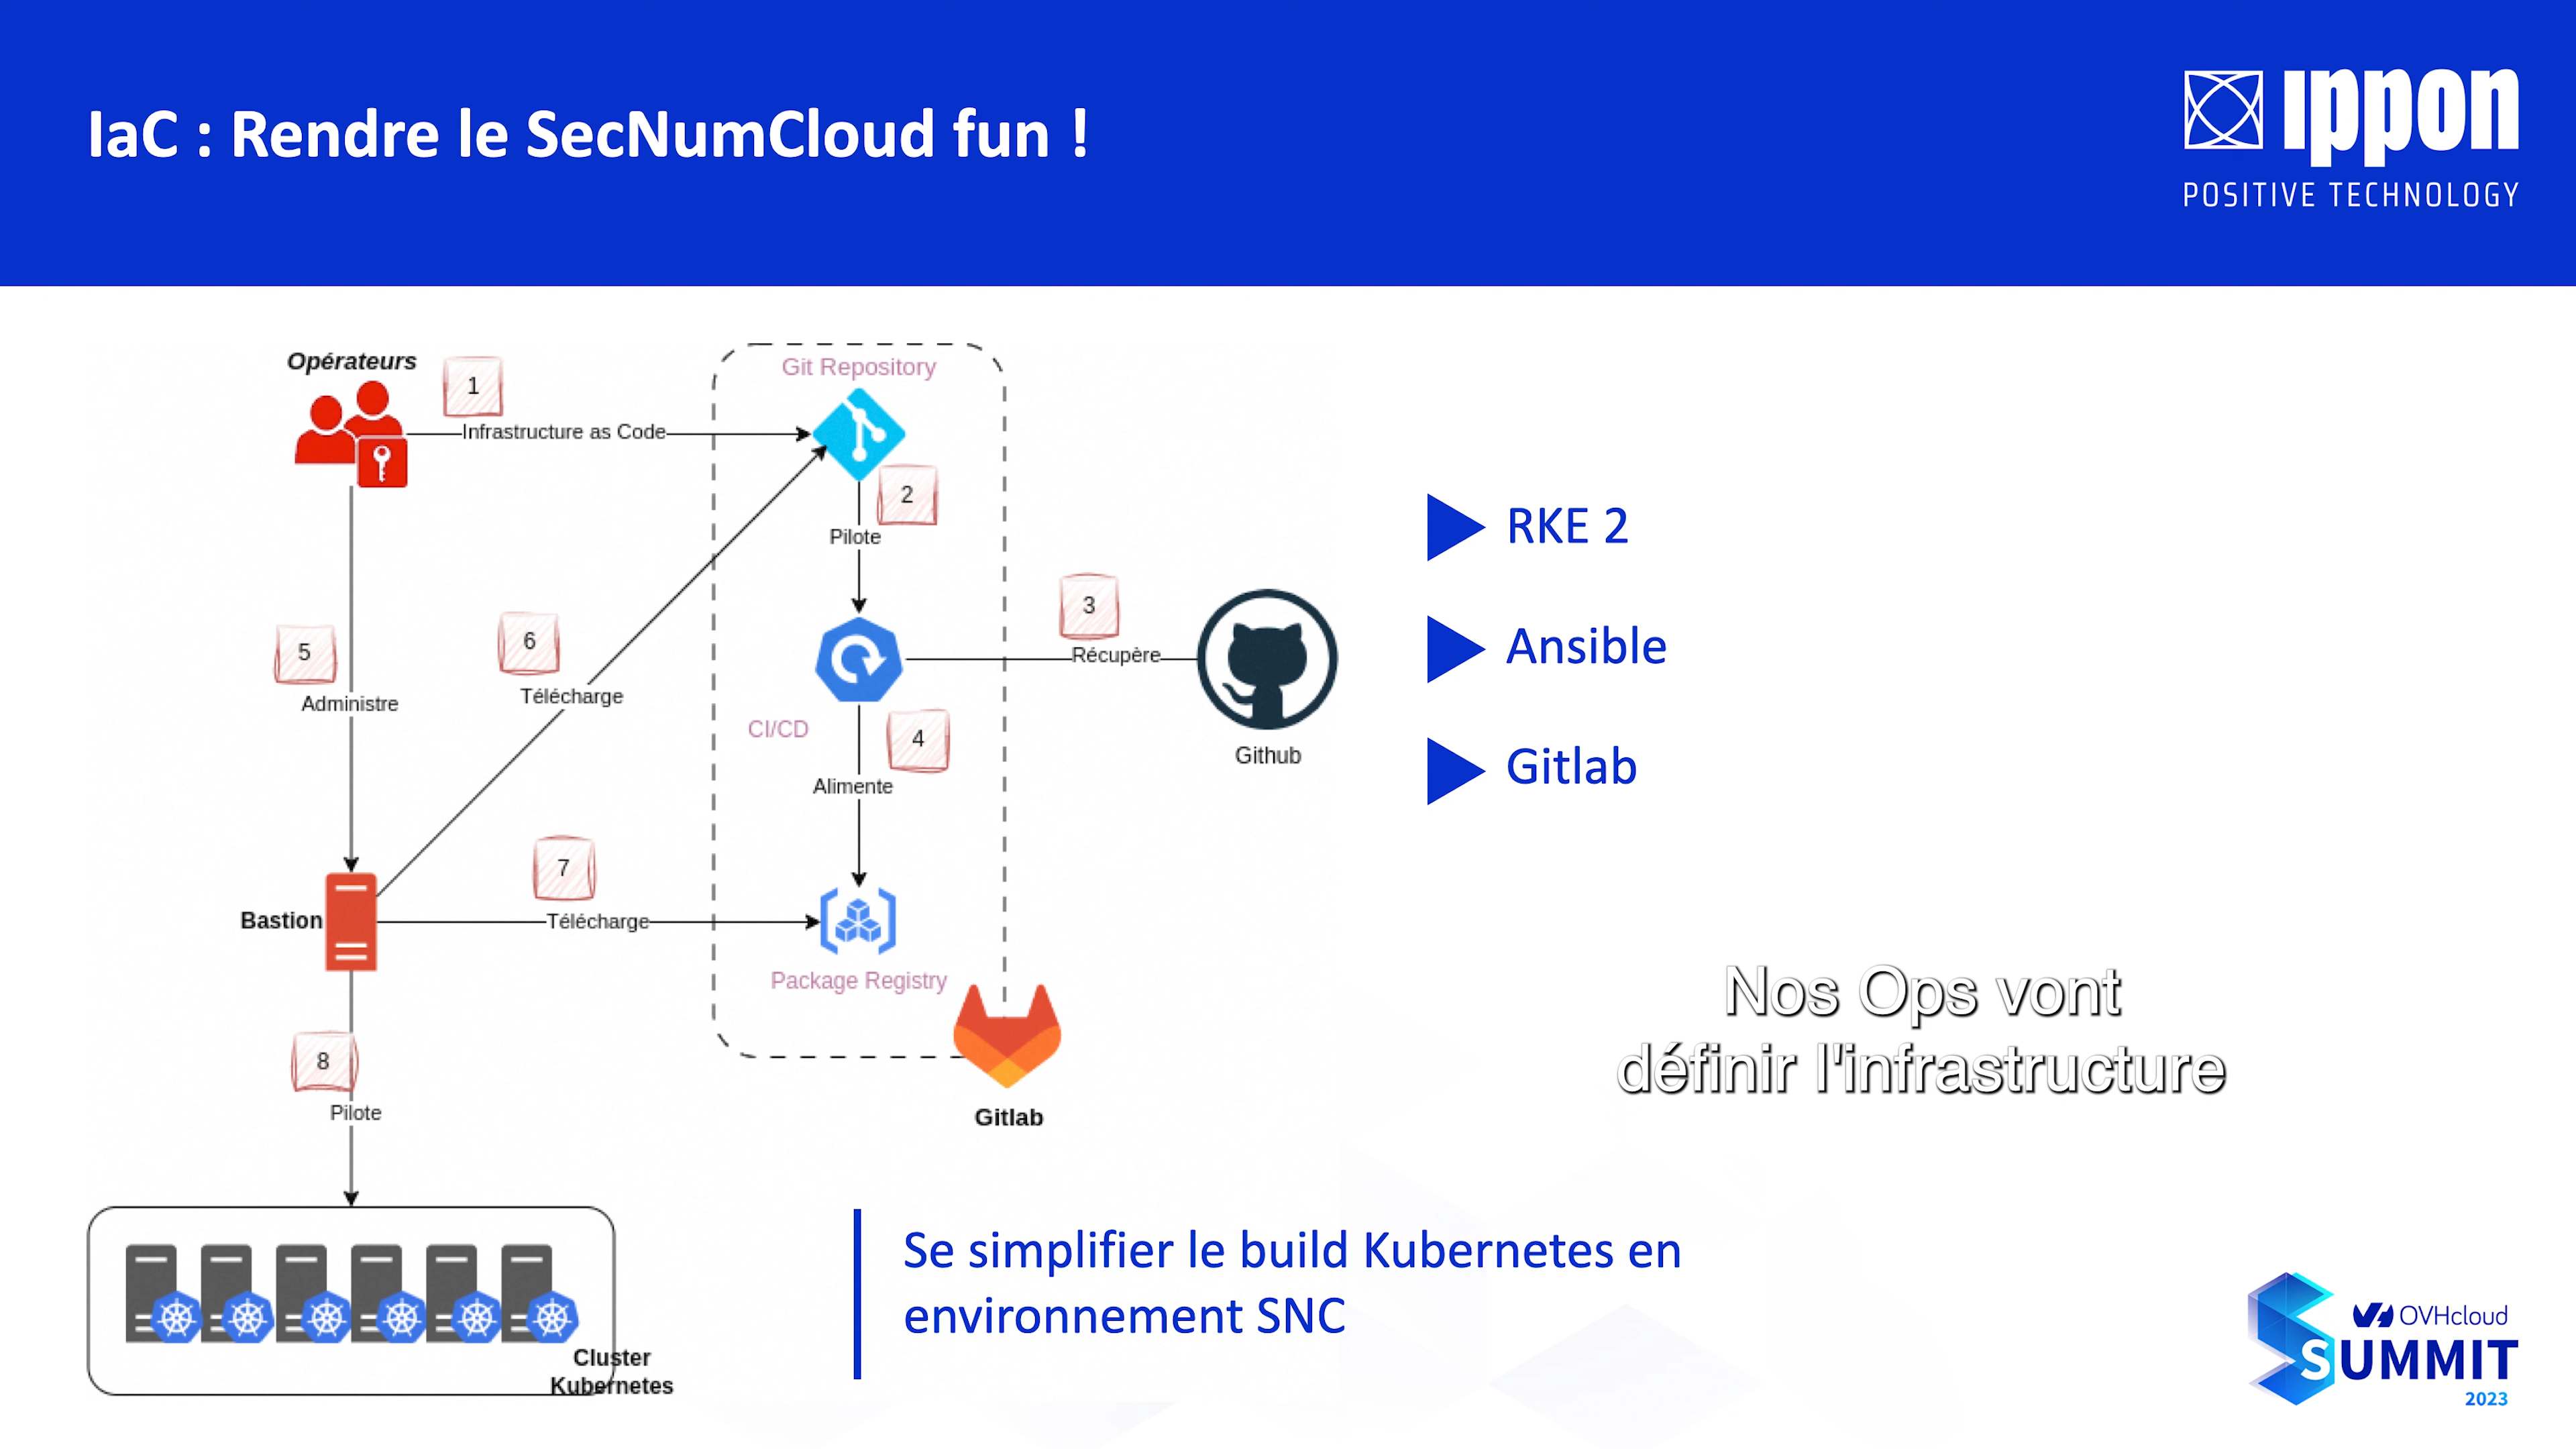 IaC : Rendre le SecNumCloud fun !
ippon
POSITIVE TECHNOLOGY
Opérateurs
1
Infrastructure as Code
Git Repository
2
Pilote
3
Récupère
Github
CI/CD
4
Alimente
5
Administre
6
Télécharge
7
Télécharge
Bastion
Package Registry
Gitlab
8
Pilote
Cluster
Kubernetes
RKE 2
Ansible
Gitlab
Nos Ops vont
définir l'infrastructure
Se simplifier le build Kubernetes en
environnement SNC
OVHcloud
SUMMIT
2023